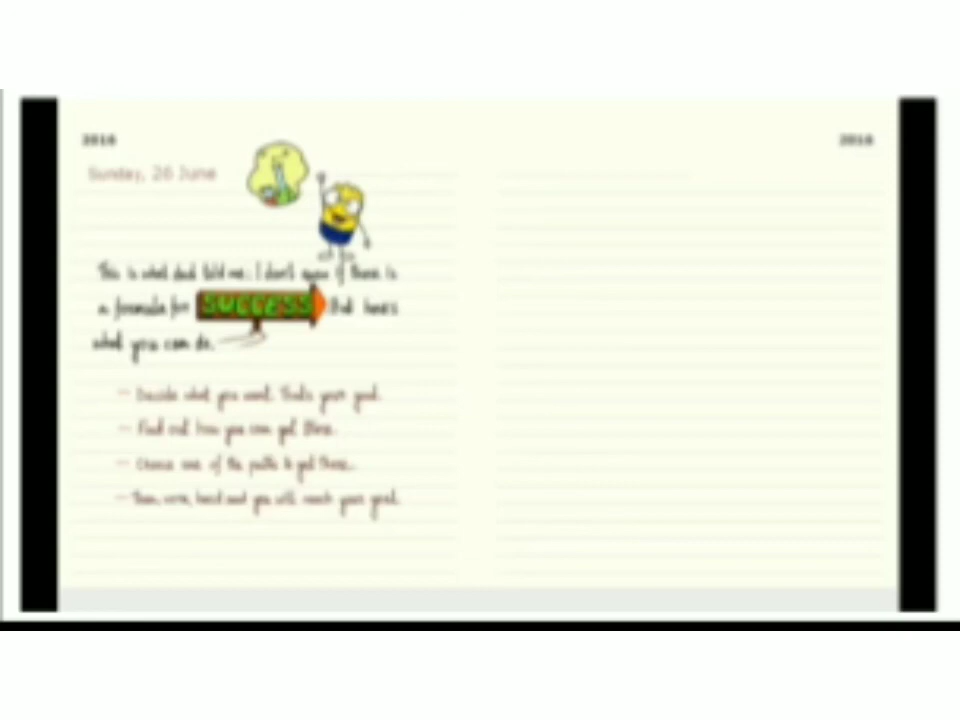 2016
2016
Sunday, 26 June
This is what dad told me: I don't know if there is
a formula for SUCCESS But here's
what you can do.
- Decide what you want. That's your goal.
- Find out how you can get there.
- Choose one of the paths to get there.
- Then, work hard and you will reach your goal.